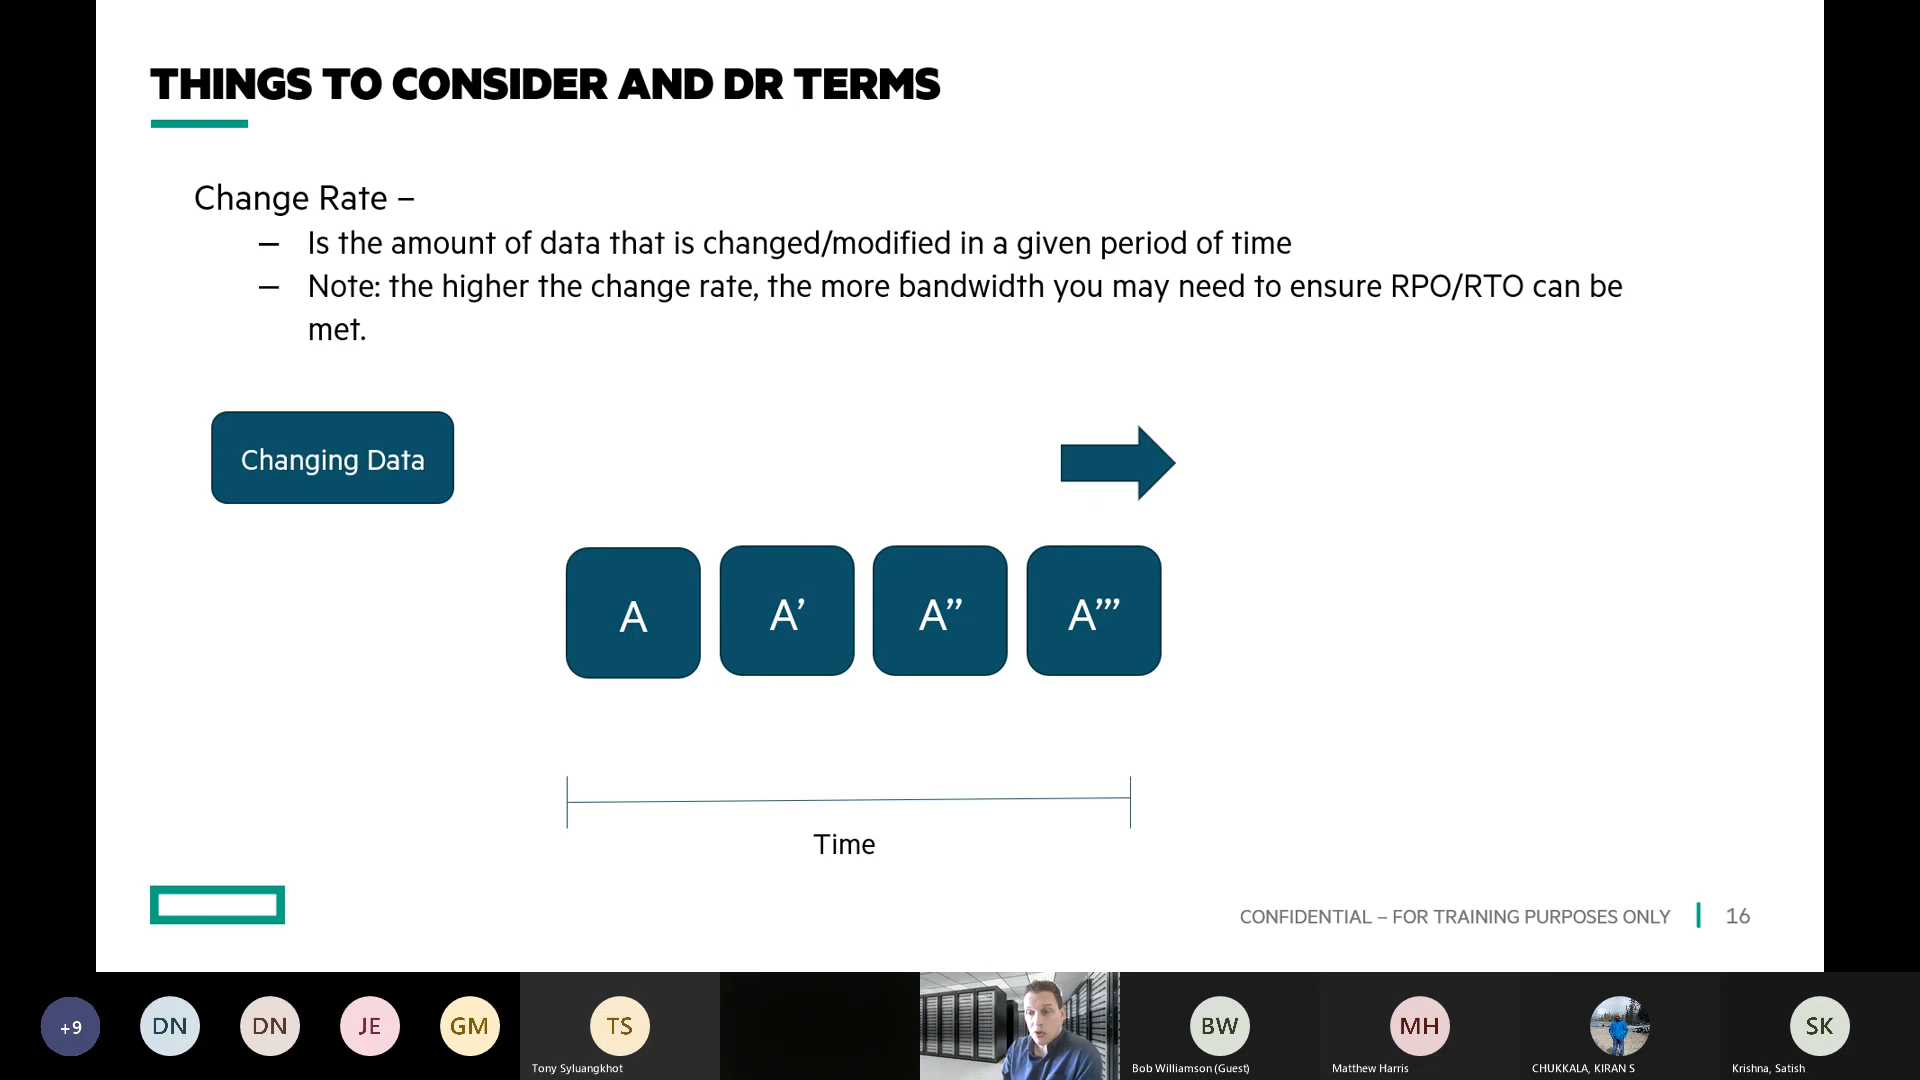 THINGS TO CONSIDER AND DR TERMS
Change Rate –
– Is the amount of data that is changed/modified in a given period of time
– Note: the higher the change rate, the more bandwidth you may need to ensure RPO/RTO can be
met.
Changing Data
A
A’
A’’
A’’’
Time
CONFIDENTIAL – FOR TRAINING PURPOSES ONLY
16
+9
DN
DN
JE
GM
TS
BW
MH
SK
Tony Syluangkhot
Bob Williamson (Guest)
Matthew Harris
CHUKKALA, KIRAN S
Krishna, Satish